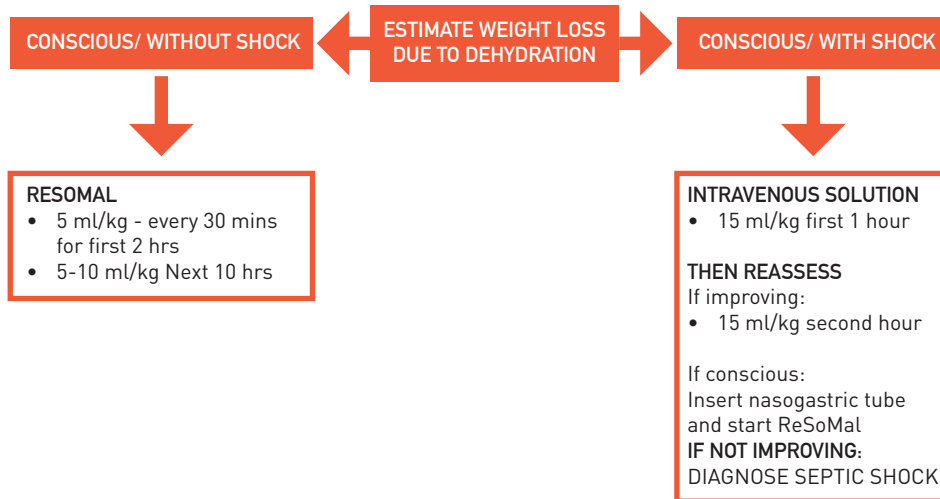 ESTIMATE WEIGHT LOSS
DUE TO DEHYDRATION
CONSCIOUS/ WITHOUT SHOCK
CONSCIOUS/ WITH SHOCK
RESOMAL
• 5 ml/kg - every 30 mins
for first 2 hrs
• 5-10 ml/kg Next 10 hrs
INTRAVENOUS SOLUTION
• 15 ml/kg first 1 hour
THEN REASSESS
If improving:
• 15 ml/kg second hour
If conscious:
Insert nasogastric tube
and start ReSoMal
IF NOT IMPROVING:
DIAGNOSE SEPTIC SHOCK